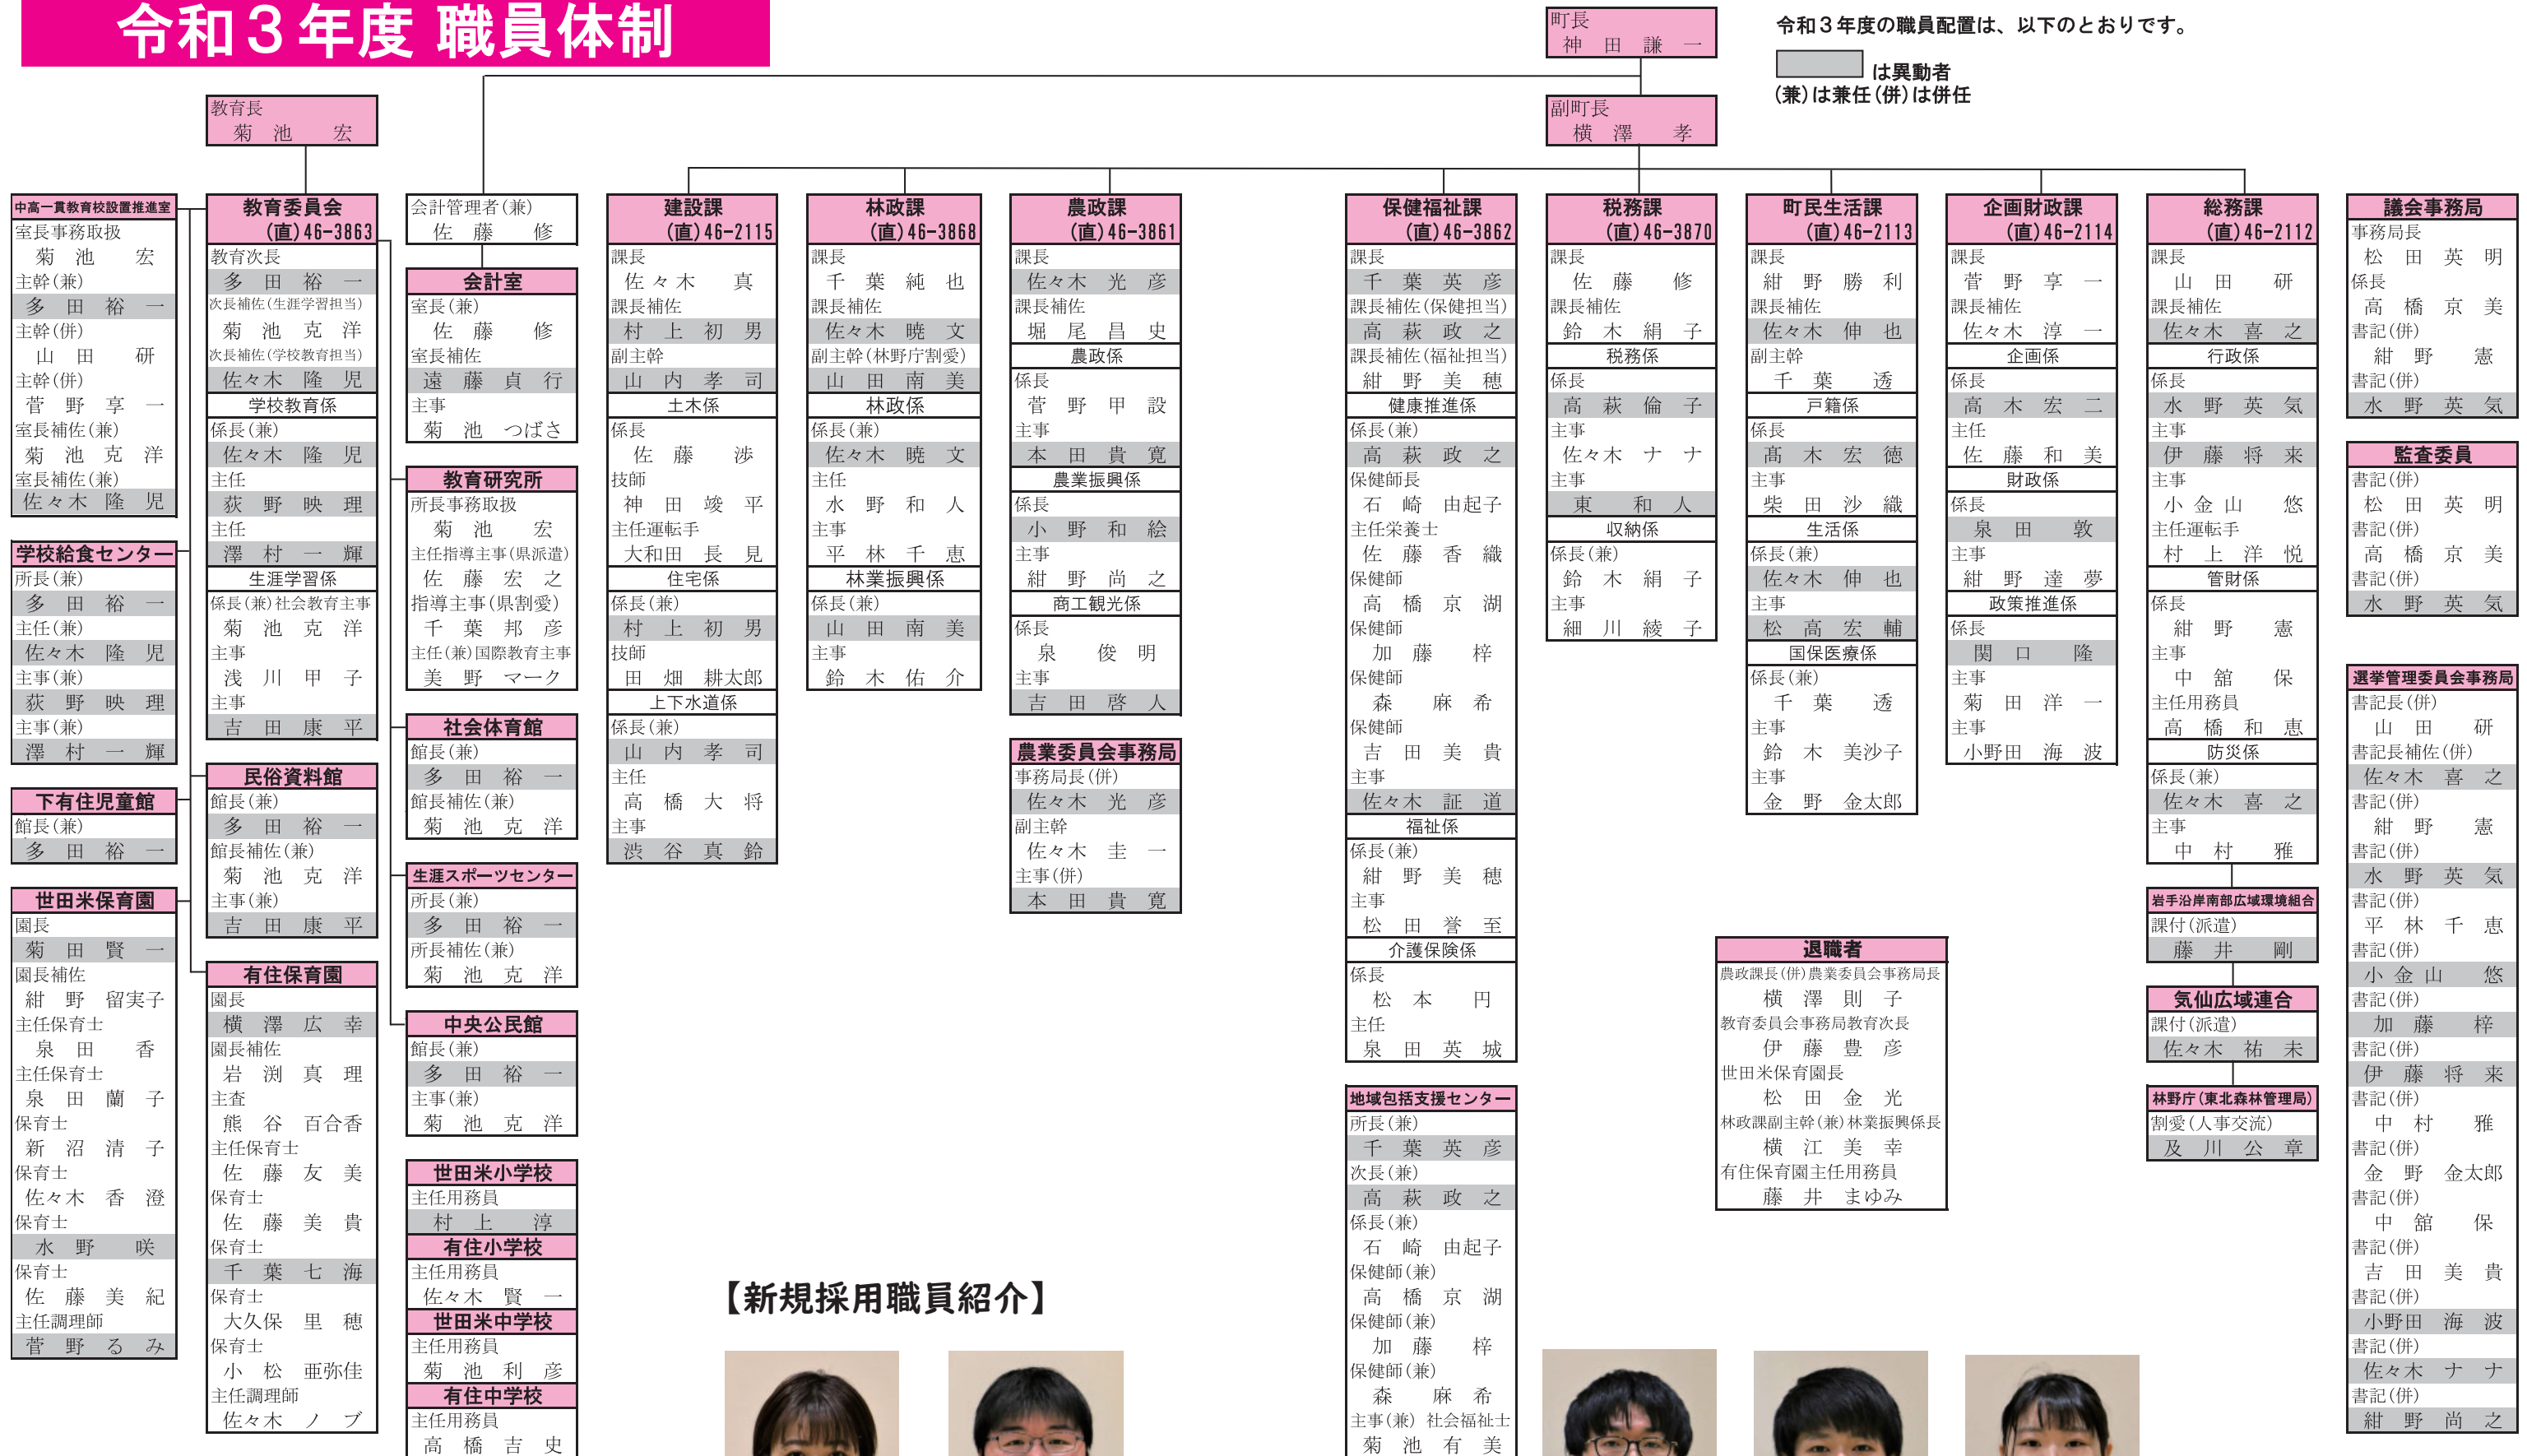 令和３年度 職員体制
町長
神田謙一
副町長
横澤孝
令和３年度の職員配置は、以下のとおりです。
は異動者
(兼)は兼任(併)は併任
教育長
菊池宏
中高一貫教育校設置推進室
室長事務取扱
菊池宏
主幹(兼)
多田裕一
主幹(併)
山田研
主幹(併)
菅野享一
室長補佐(兼)
菊池克洋
室長補佐(兼)
佐々木隆児
学校給食センター
所長(兼)
多田裕一
主任(兼)
佐々木隆児
主事(兼)
荻野映理
主事(兼)
澤村一輝
下有住児童館
館長(兼)
多田裕一
世田米保育園
園長
菊田賢一
園長補佐
紺野留実子
主任保育士
泉田香
主任保育士
泉田蘭子
保育士
新沼清子
保育士
佐々木香澄
保育士
水野咲
保育士
佐藤美紀
主任調理師
菅野るみ
教育委員会
(直)46-3863
教育次長
多田裕一
次長補佐(生涯学習担当)
菊池克洋
次長補佐(学校教育担当)
佐々木隆児
学校教育係
係長(兼)
佐々木隆児
主任
荻野映理
主任
澤村一輝
生涯学習係
係長(兼)社会教育主事
菊池克洋
主事
浅川甲子
主事
吉田康平
民俗資料館
館長(兼)
多田裕一
館長補佐(兼)
菊池克洋
主事(兼)
吉田康平
有住保育園
園長
横澤広幸
園長補佐
岩渕真理
主査
熊谷百合香
主任保育士
佐藤友美
保育士
佐藤美貴
保育士
千葉七海
保育士
大久保里穂
保育士
小松亜弥佳
主任調理師
佐々木ノブ
会計管理者(兼)
佐藤修
会計室
室長(兼)
佐藤修
室長補佐
遠藤貞行
主事
菊池つばさ
教育研究所
所長事務取扱
菊池宏
主任指導主事(県派遣)
佐藤宏之
指導主事(県割愛)
千葉邦彦
主任(兼)国際教育主事
美野マーク
社会体育館
館長(兼)
多田裕一
館長補佐(兼)
菊池克洋
生涯スポーツセンター
所長(兼)
多田裕一
所長補佐(兼)
菊池克洋
中央公民館
館長(兼)
多田裕一
主事(兼)
菊池克洋
世田米小学校
主任用務員
村上淳
有住小学校
主任用務員
佐々木賢一
世田米中学校
主任用務員
菊池利彦
有住中学校
主任用務員
高橋吉史
建設課
(直)46-2115
課長
佐々木真
課長補佐
村上初男
副主幹
山内孝司
土木係
係長
佐藤渉
技師
神田竣平
主任運転手
大和田長見
住宅係
係長(兼)
村上初男
技師
田畑耕太郎
上下水道係
係長(兼)
山内孝司
主任
高橋大将
主事
渋谷真鈴
林政課
(直)46-3868
課長
千葉純也
課長補佐
佐々木暁文
副主幹(林野庁割愛)
山田南美
林政係
係長(兼)
佐々木暁文
主任
水野和人
主事
平林千恵
林業振興係
係長(兼)
山田南美
主事
鈴木佑介
農政課
(直)46-3861
課長
佐々木光彦
課長補佐
堀尾昌史
農政係
係長
菅野甲設
主事
本田貴寛
農業振興係
係長
小野和絵
主事
紺野尚之
商工観光係
係長
泉俊明
主事
吉田啓人
農業委員会事務局
事務局長(併)
佐々木光彦
副主幹
佐々木圭一
主事(併)
本田貴寛
保健福祉課
(直)46-3862
課長
千葉英彦
課長補佐(保健担当)
高萩政之
課長補佐(福祉担当)
紺野美穂
健康推進係
係長(兼)
高萩政之
保健師長
石崎由起子
主任栄養士
佐藤香織
保健師
高橋京湖
保健師
加藤梓
保健師
森麻希
保健師
吉田美貴
主事
佐々木証道
福祉係
係長(兼)
紺野美穂
主事
松田誉至
介護保険係
係長
松本円
主任
泉田英城
地域包括支援センター
所長(兼)
千葉英彦
次長(兼)
高萩政之
係長(兼)
石崎由起子
保健師(兼)
高橋京湖
保健師(兼)
加藤梓
保健師(兼)
森麻希
主事(兼) 社会福祉士
菊池有美
税務課
(直)46-3870
課長
佐藤修
課長補佐
鈴木絹子
税務係
係長
高萩倫子
主事
佐々木ナナ
主事
東和人
収納係
係長(兼)
鈴木絹子
主事
細川綾子
町民生活課
(直)46-2113
課長
紺野勝利
課長補佐
佐々木伸也
副主幹
千葉透
戸籍係
係長
髙木宏徳
主事
柴田沙織
生活係
係長(兼)
佐々木伸也
主事
松高宏輔
国保医療係
係長(兼)
千葉透
主事
鈴木美沙子
主事
金野金太郎
企画財政課
(直)46-2114
課長
菅野享一
課長補佐
佐々木淳一
企画係
係長
高木宏二
主任
佐藤和美
財政係
係長
泉田敦
主事
紺野達夢
政策推進係
係長
関口隆
主事
菊田洋一
主事
小野田海波
総務課
(直)46-2112
課長
山田研
課長補佐
佐々木喜之
行政係
係長
水野英気
主事
伊藤将来
主事
小金山悠
主任運転手
村上洋悦
管財係
係長
紺野憲
主事
中舘保
主任用務員
高橋和恵
防災係
係長(兼)
佐々木喜之
主事
中村雅
岩手沿岸南部広域環境組合
課付(派遣)
藤井剛
気仙広域連合
課付(派遣)
佐々木祐未
林野庁(東北森林管理局)
割愛(人事交流)
及川公章
議会事務局
事務局長
松田英明
係長
高橋京美
書記(併)
紺野憲
書記(併)
水野英気
監査委員
書記(併)
松田英明
書記(併)
高橋京美
書記(併)
水野英気
選挙管理委員会事務局
書記長(併)
山田研
書記長補佐(併)
佐々木喜之
書記(併)
紺野憲
書記(併)
水野英気
書記(併)
平林千恵
書記(併)
小金山悠
書記(併)
加藤梓
書記(併)
伊藤将来
書記(併)
中村雅
書記(併)
金野金太郎
書記(併)
中舘保
書記(併)
吉田美貴
書記(併)
小野田海波
書記(併)
佐々木ナナ
書記(併)
紺野尚之
退職者
農政課長(併)農業委員会事務局長
横澤則子
教育委員会事務局教育次長
伊藤豊彦
世田米保育園長
松田金光
林政課副主幹(兼)林業振興係長
横江美幸
有住保育園主任用務員
藤井まゆみ
【新規採用職員紹介】